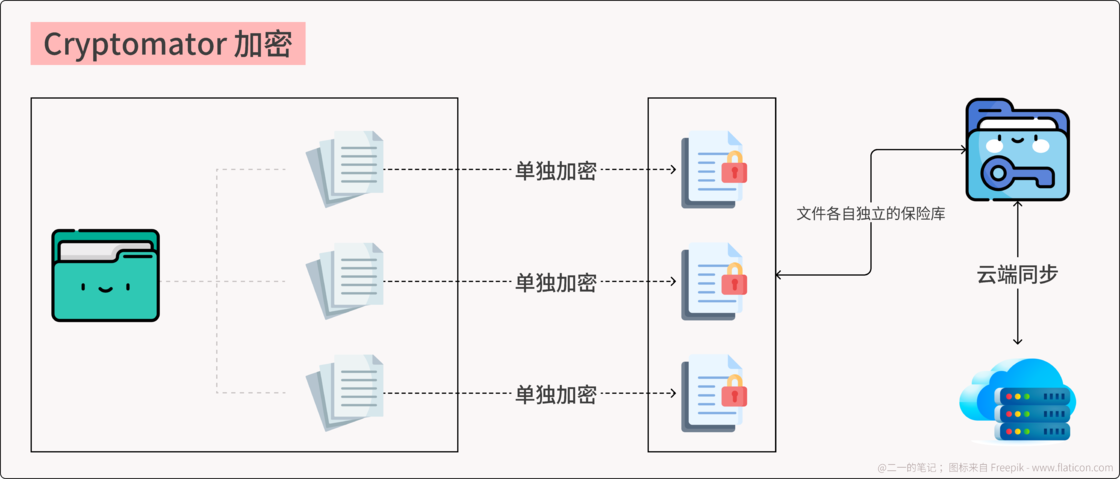 Cryptomator 加密
单独加密
文件各自独立的保险库
单独加密
云端同步
单独加密
@二一的笔记 ；图标来自 Freepik - www.flaticon.com